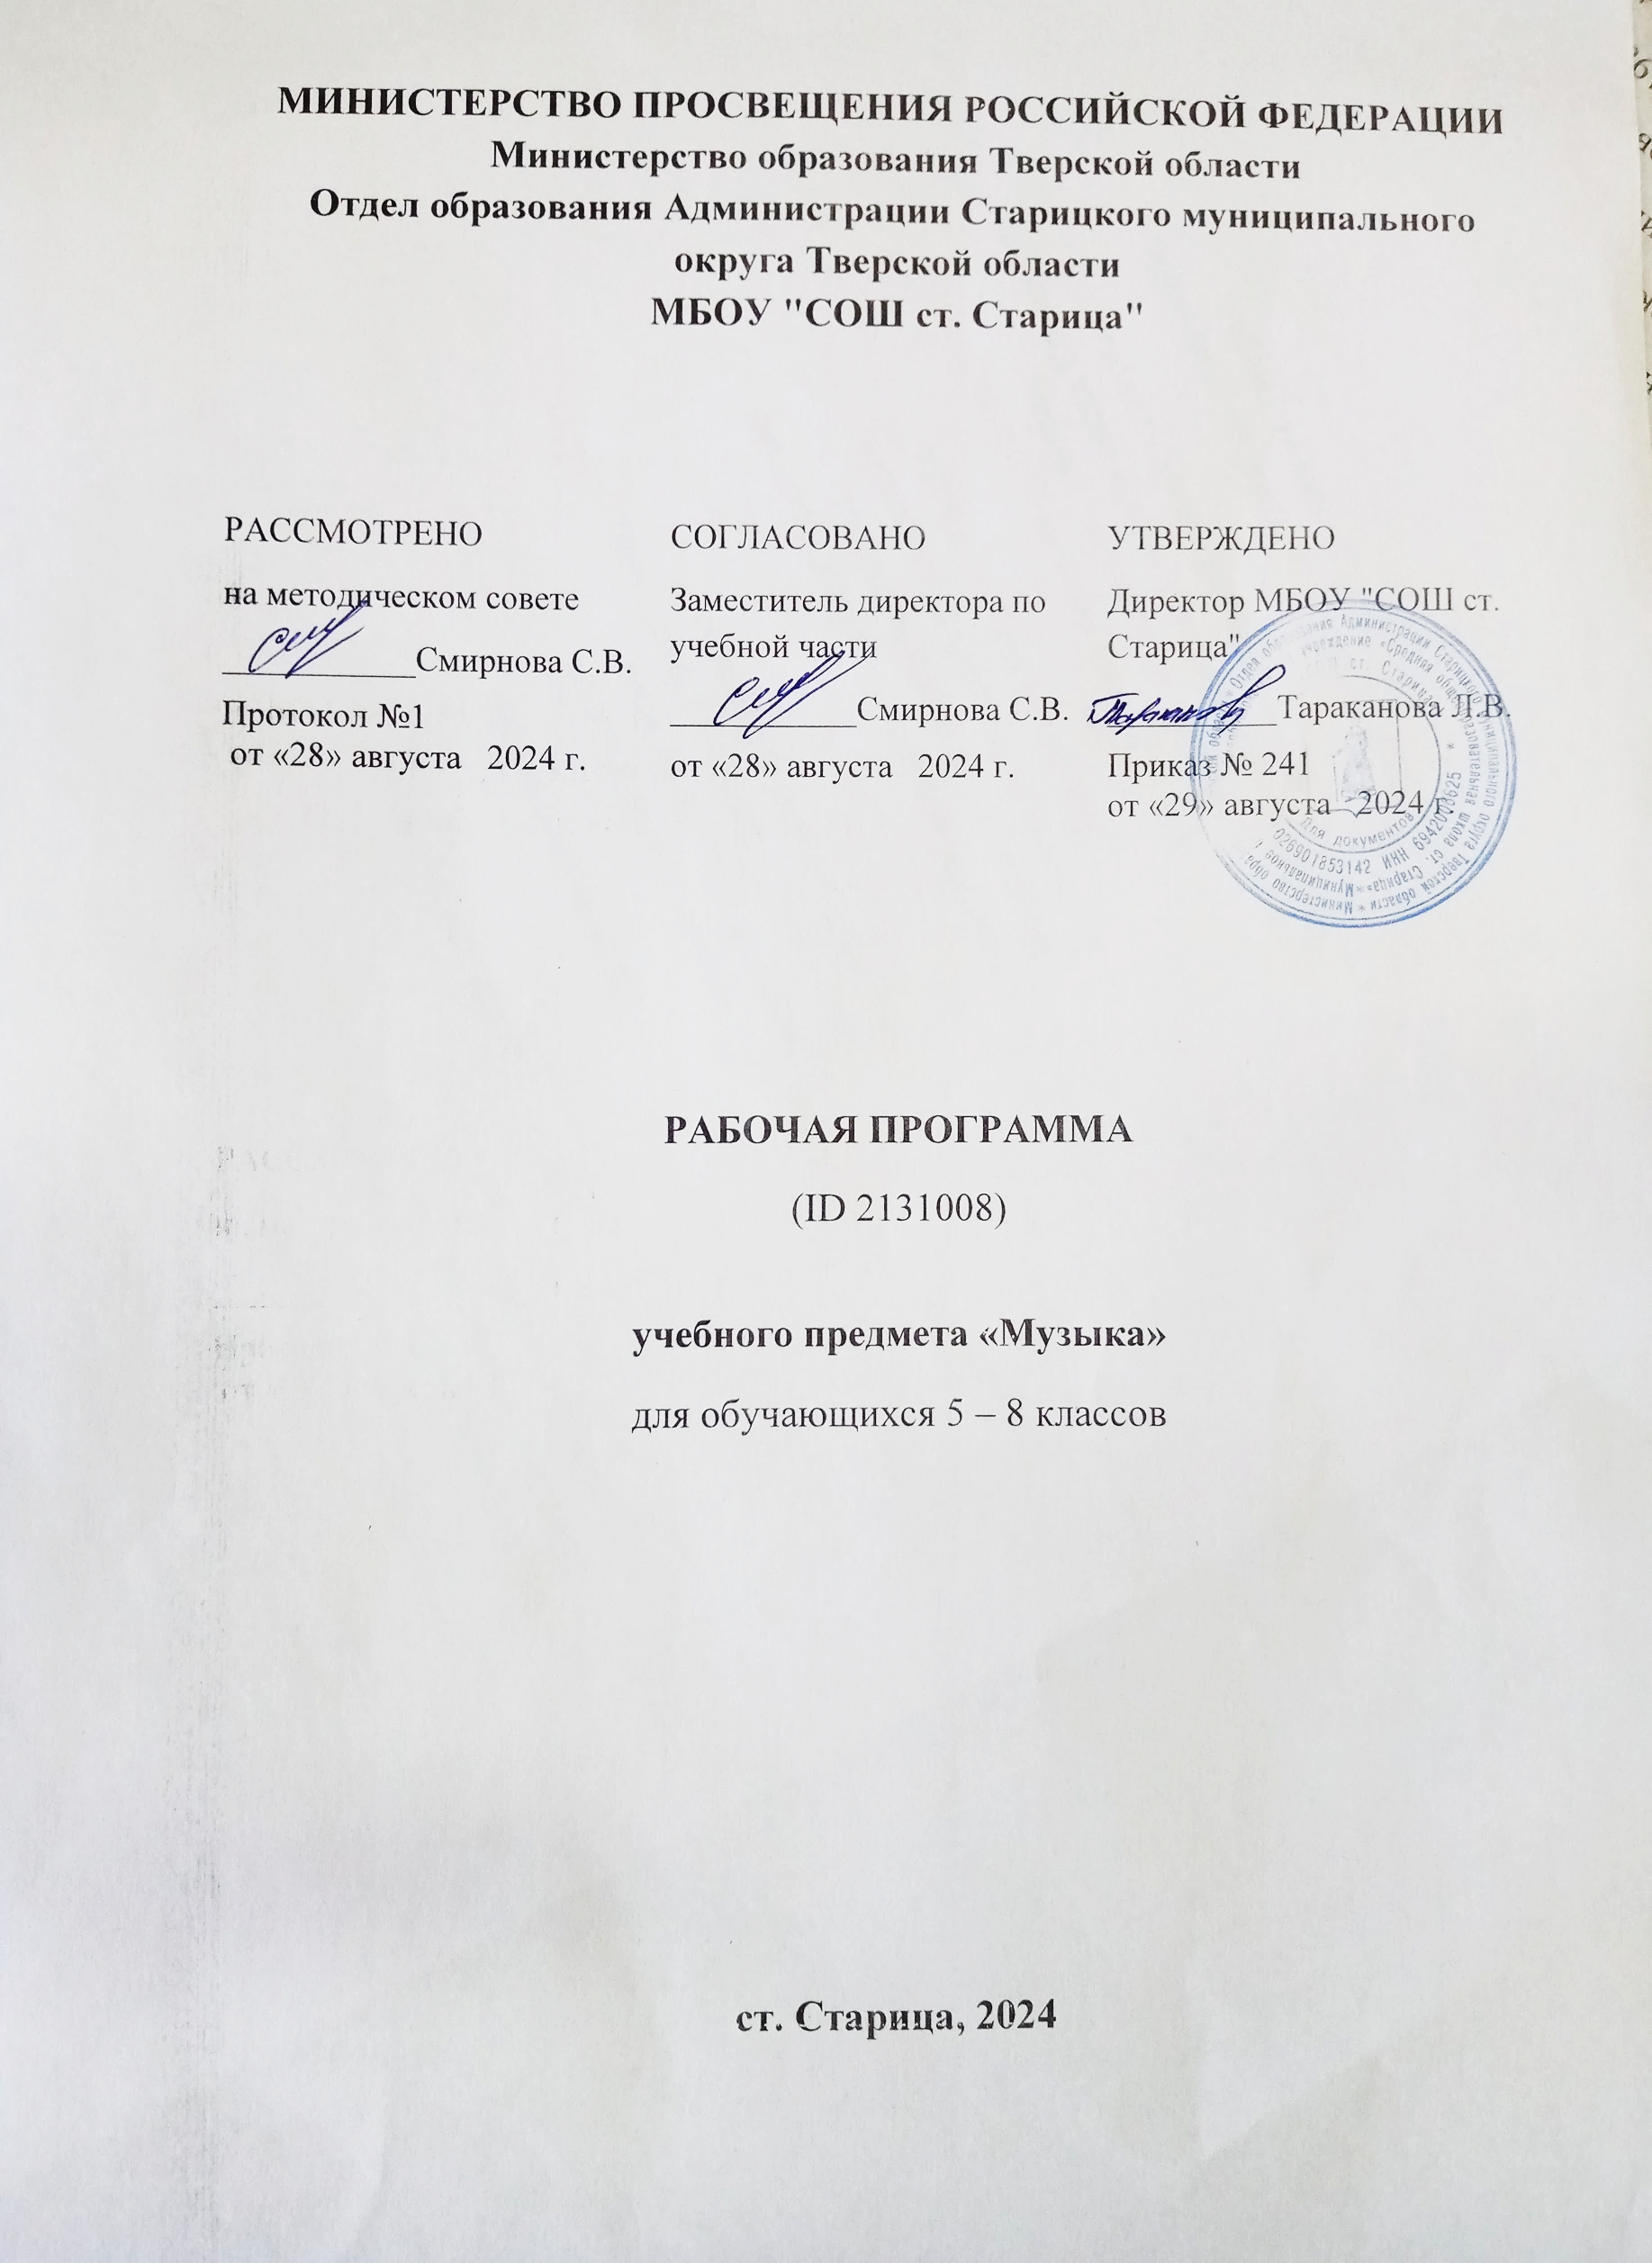 МИНИСТЕРСТВО ПРОСВЕЩЕНИЯ РОССИЙСКОЙ ФЕДЕРАЦИИ
Министерство образования Тверской области
Отдел образования Администрации Старицкого муниципального
округа Тверской области
МБОУ "СОШ ст. Старица"
РАССМОТРЕНО
на методическом совете
Смирнова С.В.
Протокол №1
от «28» августа 2024 г.
СОГЛАСОВАНО
Заместитель директора по
учебной части
Смирнова С.В.
от «28» августа 2024 г.
УТВЕРЖДЕНО
Директор МБОУ "СОШ ст.
Старица"
Тараканова Л.В.
Приказ № 241
от «29» августа 2024 г.
Для документов
РАБОЧАЯ ПРОГРАММА
(ID 2131008)
учебного предмета «Музыка»
для обучающихся 5 – 8 классов
ст. Старица, 2024